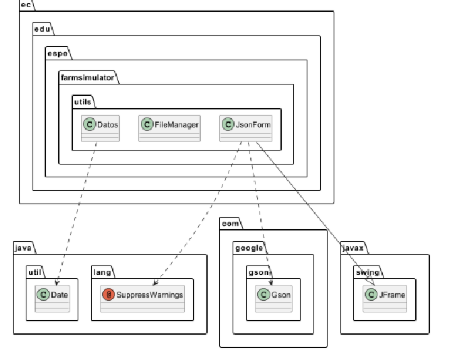 ec
edu
espe
farmsimulator
utils
C Datos
C FileManager
C JsonForm
com
java
google
javax
util
lang
gson
swing
C Date
@ SuppressWarnings
C Gson
C JFrame